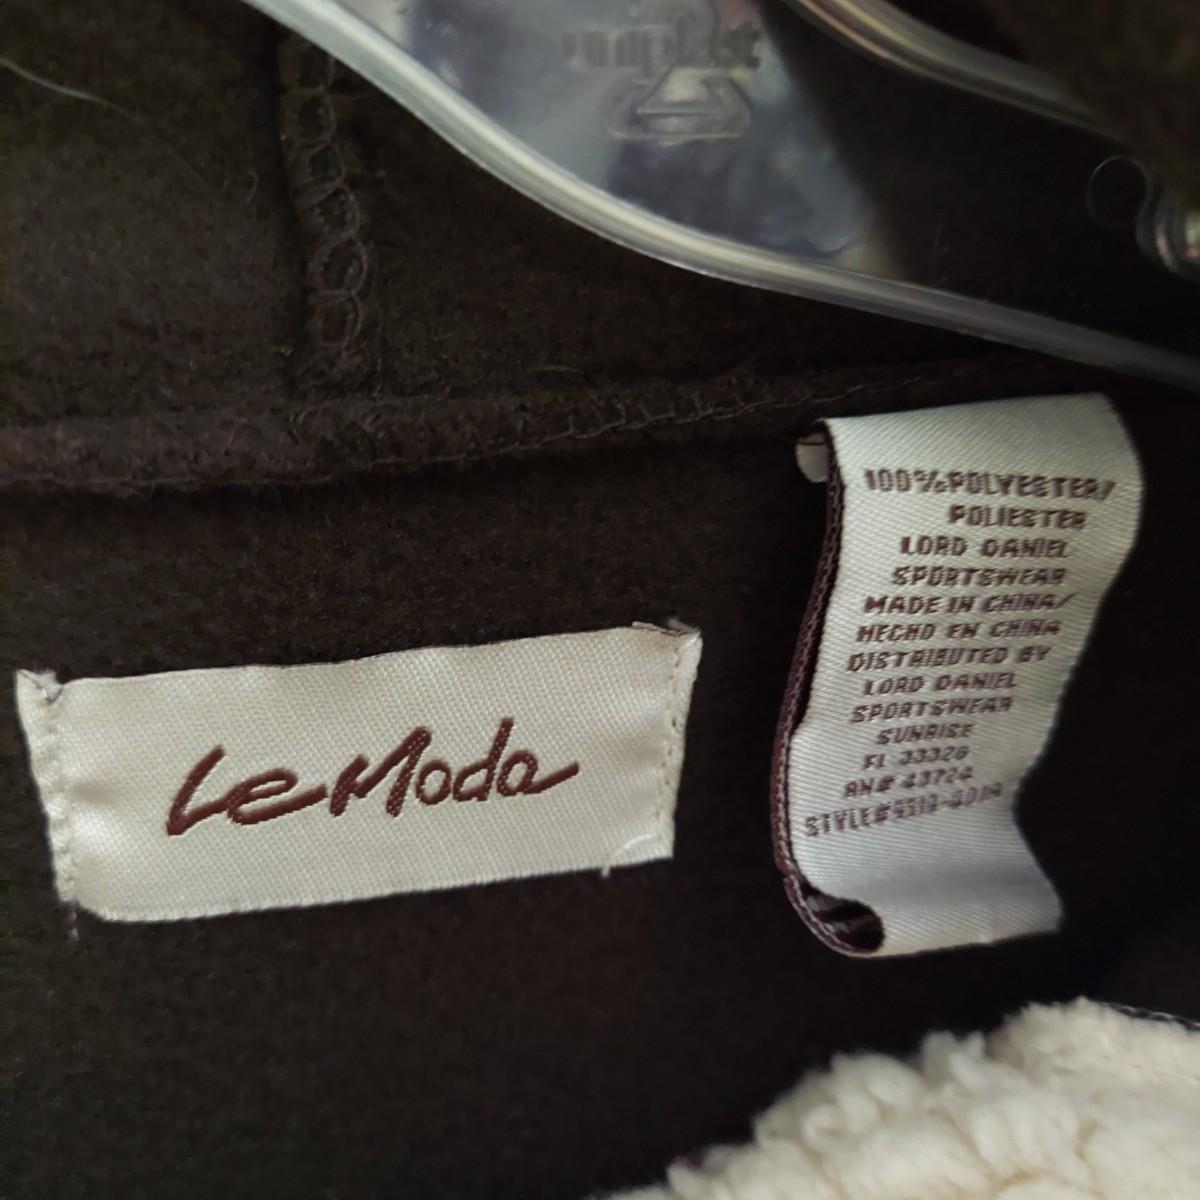 Le Moda
100%POLYESTER/
POLIESTER
LORD DANIEL
SPORTSWEAR
MADE IN CHINA/
HECHO EN CHINA
DISTRIBUTED BY
LORD DANIEL
SPORTSWEAR
SUNRISE
FL 33326
RN# 43724
STYLE#